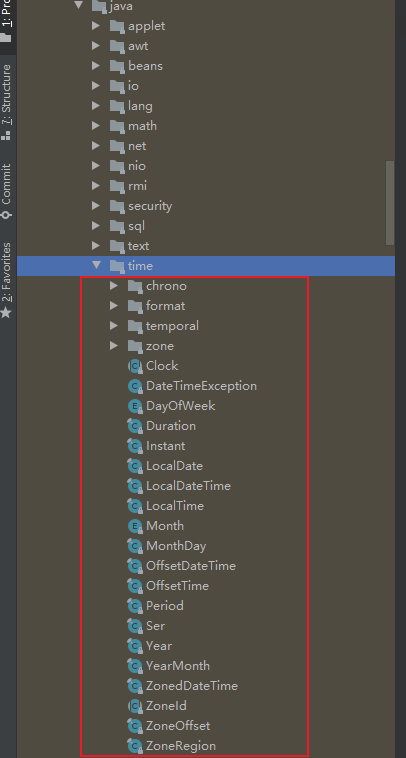 java
applet
awt
beans
io
lang
math
net
nio
rmi
security
sql
text
time
chrono
format
temporal
zone
Clock
DateTimeException
DayOfWeek
Duration
Instant
LocalDate
LocalDateTime
LocalTime
Month
MonthDay
OffsetDateTime
OffsetTime
Period
Ser
Year
YearMonth
ZonedDateTime
ZoneId
ZoneOffset
ZoneRegion
7: Structure
Commit
2: Favorites